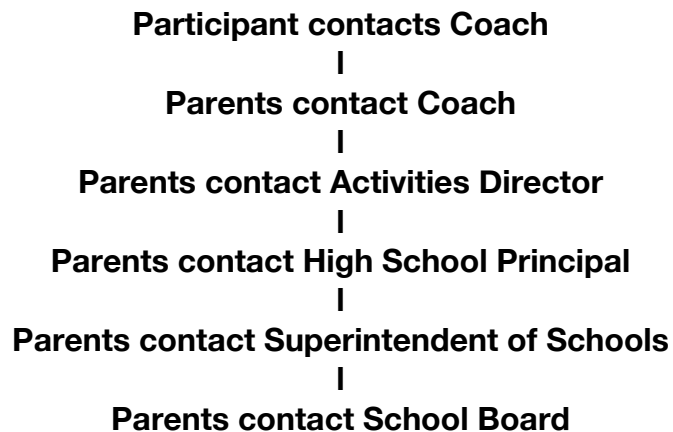 Participant contacts Coach
I
Parents contact Coach
I
Parents contact Activities Director
I
Parents contact High School Principal
I
Parents contact Superintendent of Schools
I
Parents contact School Board